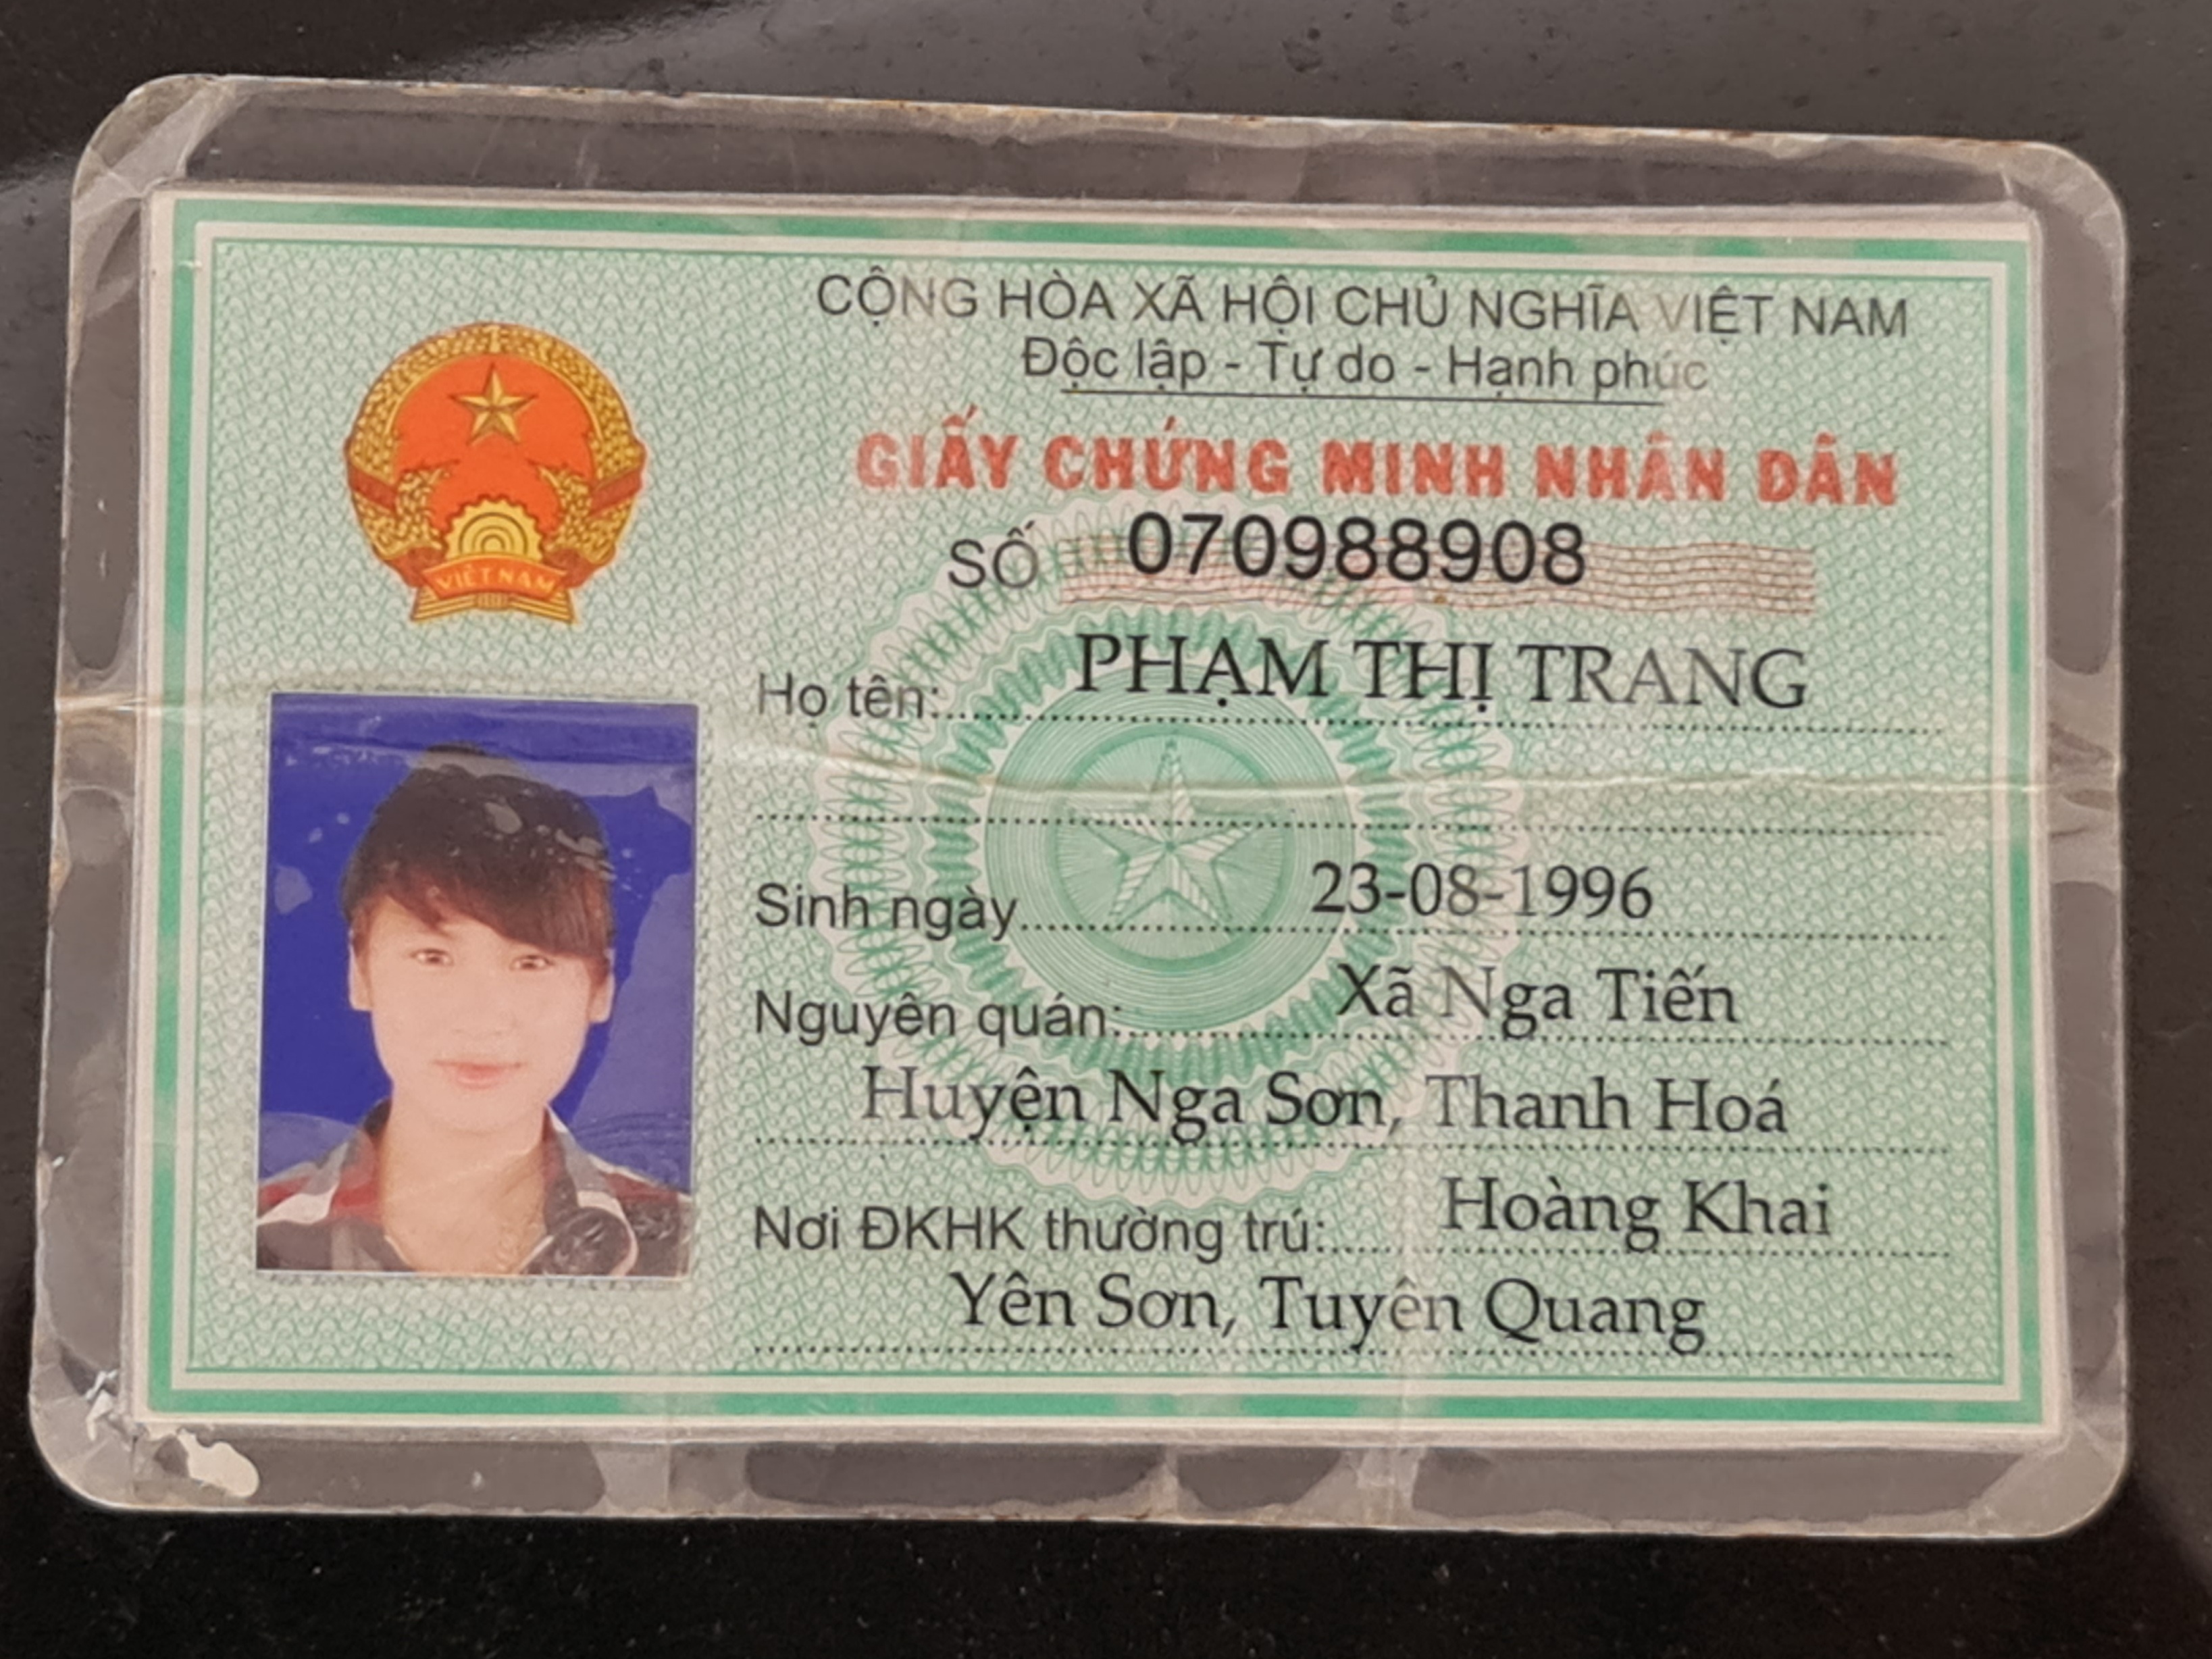 CỘNG HÒA XÃ HỘI CHỦ NGHĨA VIỆT NAM
Độc lập - Tự do - Hạnh phúc
GIẤY CHỨNG MINH NHÂN DÂN
SỐ 070988908
VIỆT NAM
Họ tên: PHẠM THỊ TRANG
Sinh ngày 23-08-1996
Nguyên quán: Xã Nga Tiến
Huyện Nga Sơn, Thanh Hoá
Nơi ĐKHK thường trú: Hoàng Khai
Yên Sơn, Tuyên Quang